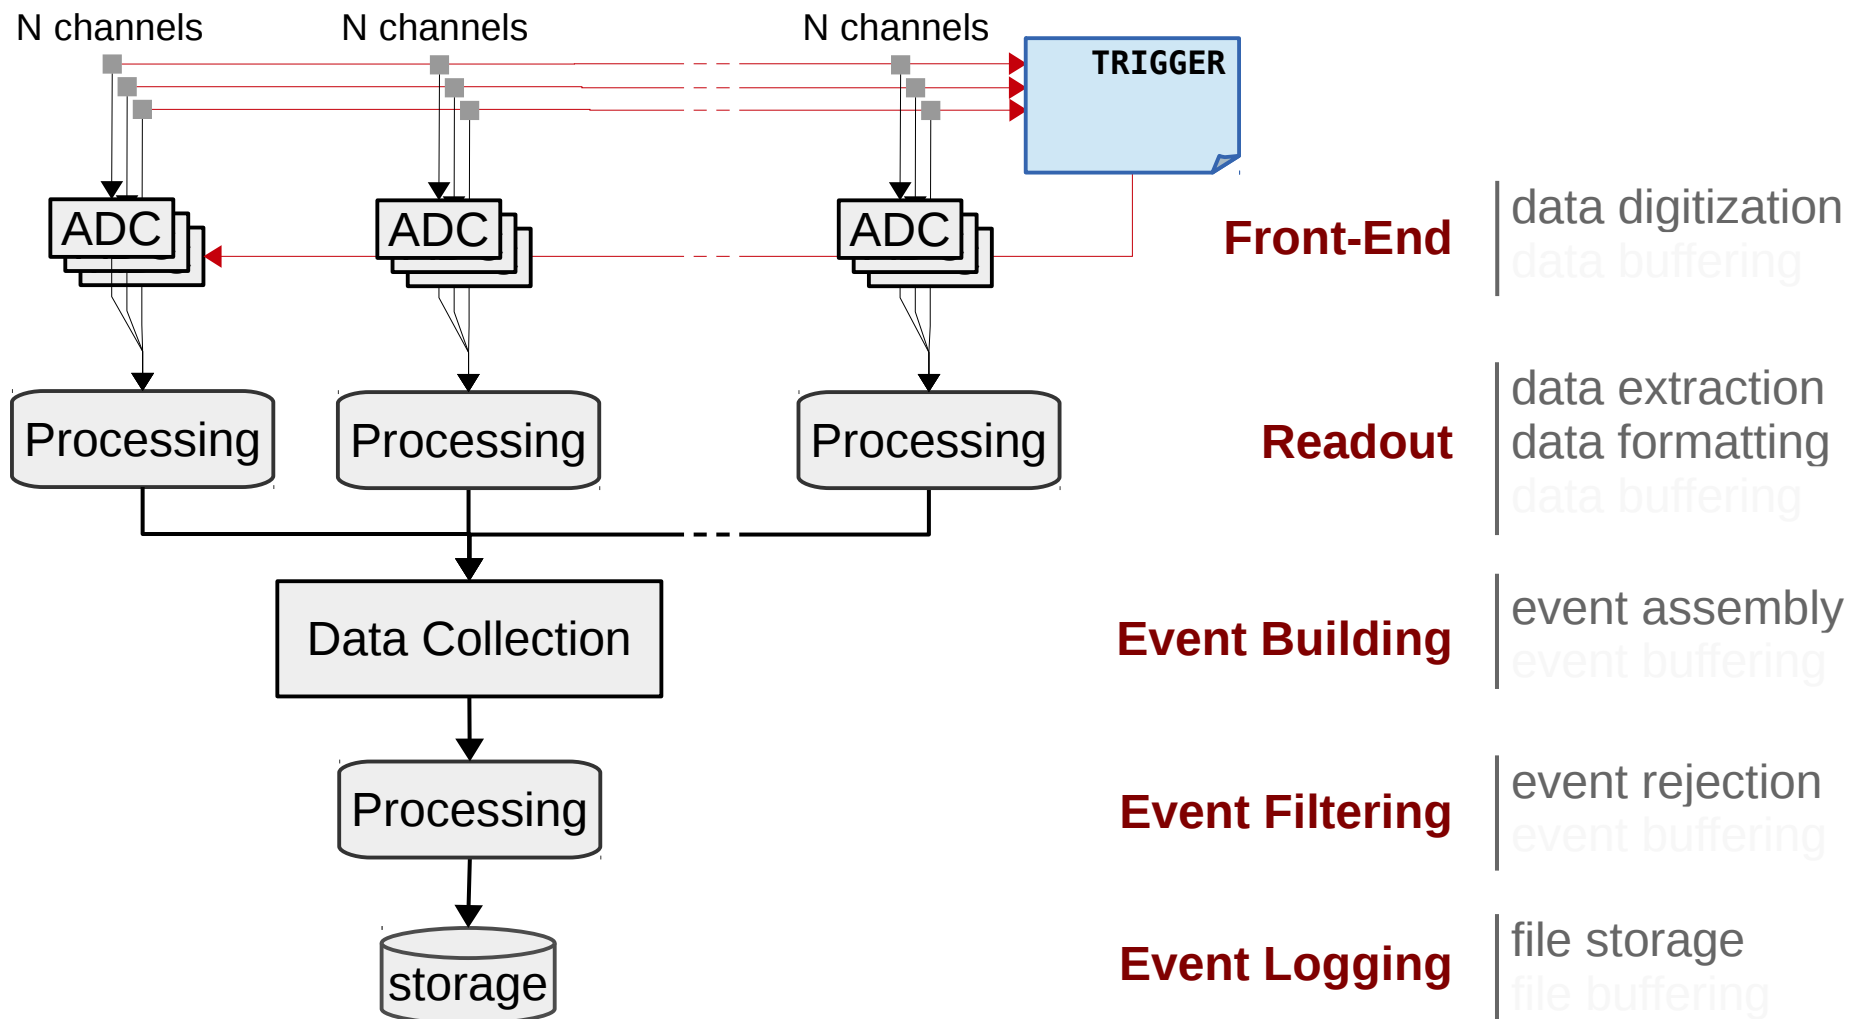 N channels
N channels
N channels
TRIGGER
ADC
ADC
ADC
Front-End
data digitization
data buffering
Processing
Processing
Processing
Readout
data extraction
data formatting
data buffering
Data Collection
Event Building
event assembly
event buffering
Processing
Event Filtering
event rejection
event buffering
storage
Event Logging
file storage
file buffering